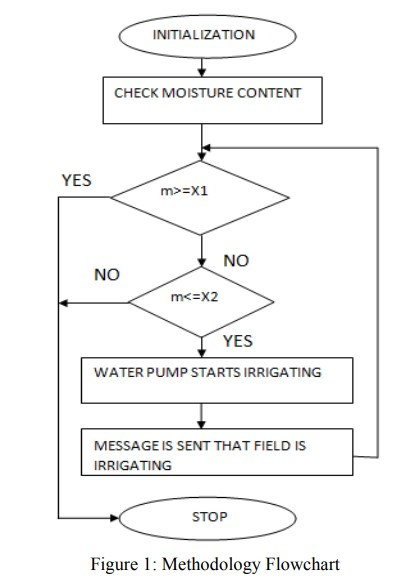 INITIALIZATION
CHECK MOISTURE CONTENT
YES
m>=X1
NO
NO
m<=X2
YES
WATER PUMP STARTS IRRIGATING
MESSAGE IS SENT THAT FIELD IS
IRRIGATING
STOP
Figure 1: Methodology Flowchart